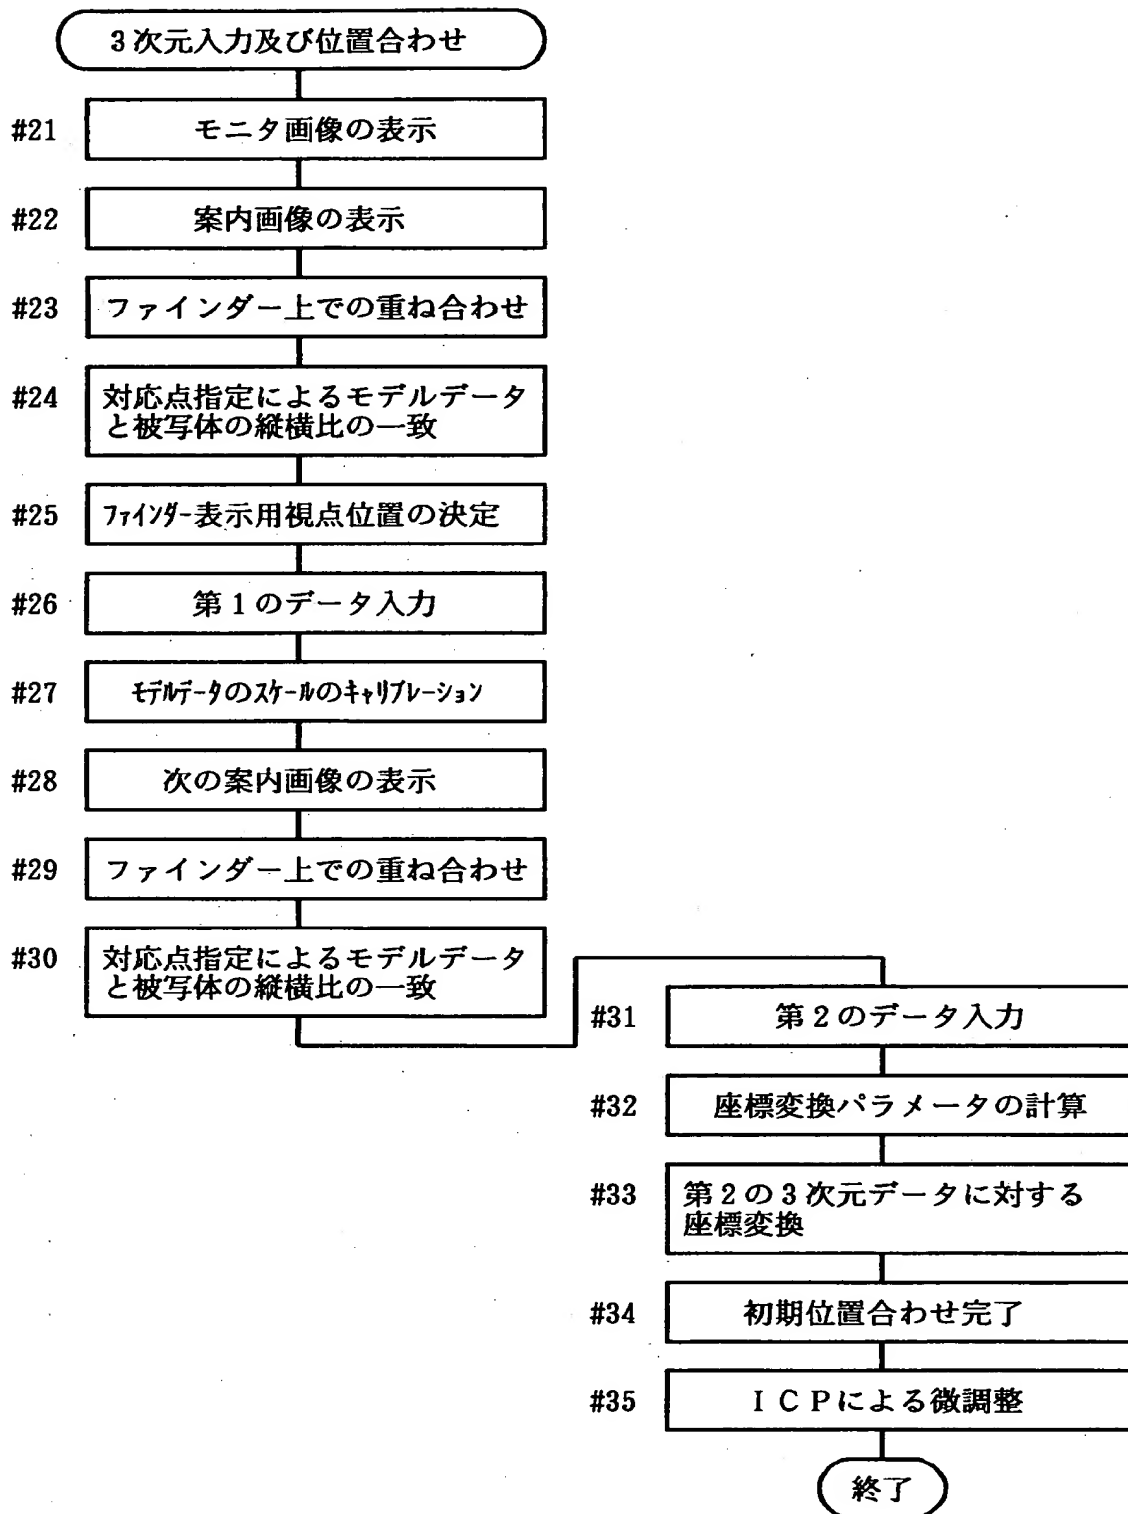 3次元入力及び位置合わせ
#21 モニタ画像の表示
#22 案内画像の表示
#23 ファインダー上での重ね合わせ
#24 対応点指定によるモデルデータ
と被写体の縦横比の一致
#25 ﾌｧｲﾝﾀﾞｰ表示用視点位置の決定
#26 第1のデータ入力
#27 ﾓﾃﾞﾙﾃﾞｰﾀのｽｹｰﾙのｷｬﾘﾌﾞﾚｰｼｮﾝ
#28 次の案内画像の表示
#29 ファインダー上での重ね合わせ
#30 対応点指定によるモデルデータ
と被写体の縦横比の一致
#31 第2のデータ入力
#32 座標変換パラメータの計算
#33 第2の3次元データに対する
座標変換
#34 初期位置合わせ完了
#35 ICPによる微調整
終了